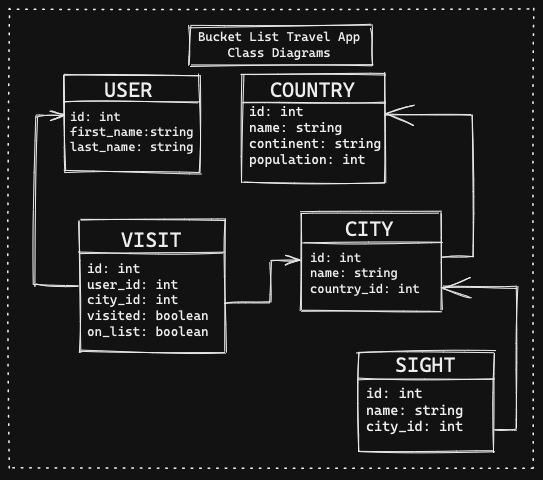 Bucket List Travel App
Class Diagrams
USER
id: int
first_name:string
last_name: string
COUNTRY
id: int
name: string
continent: string
population: int
VISIT
id: int
user_id: int
city_id: int
visited: boolean
on_list: boolean
CITY
id: int
name: string
country_id: int
SIGHT
id: int
name: string
city_id: int